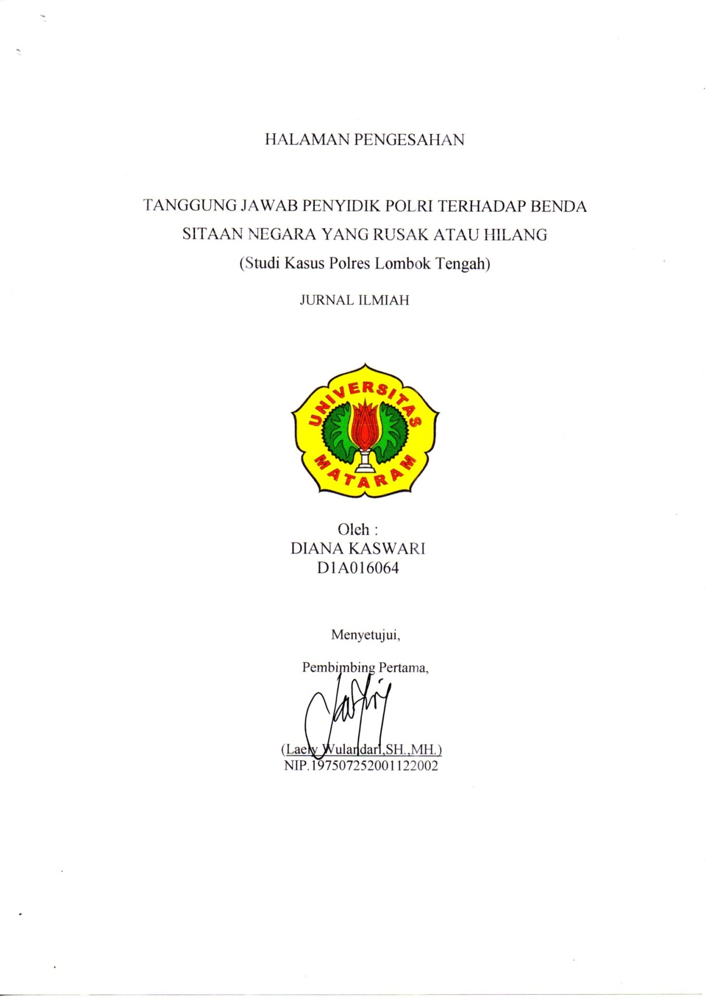 HALAMAN PENGESAHAN
TANGGUNG JAWAB PENYIDIK POLRI TERHADAP BENDA
SITAAN NEGARA YANG RUSAK ATAU HILANG
(Studi Kasus Polres Lombok Tengah)
JURNAL ILMIAH
UNIVERSITAS
MATARAM
Oleh :
DIANA KASWARI
D1A016064
Menyetujui,
Pembimbing Pertama,
(Laely Wulandari,SH.,MH.)
NIP.197507252001122002